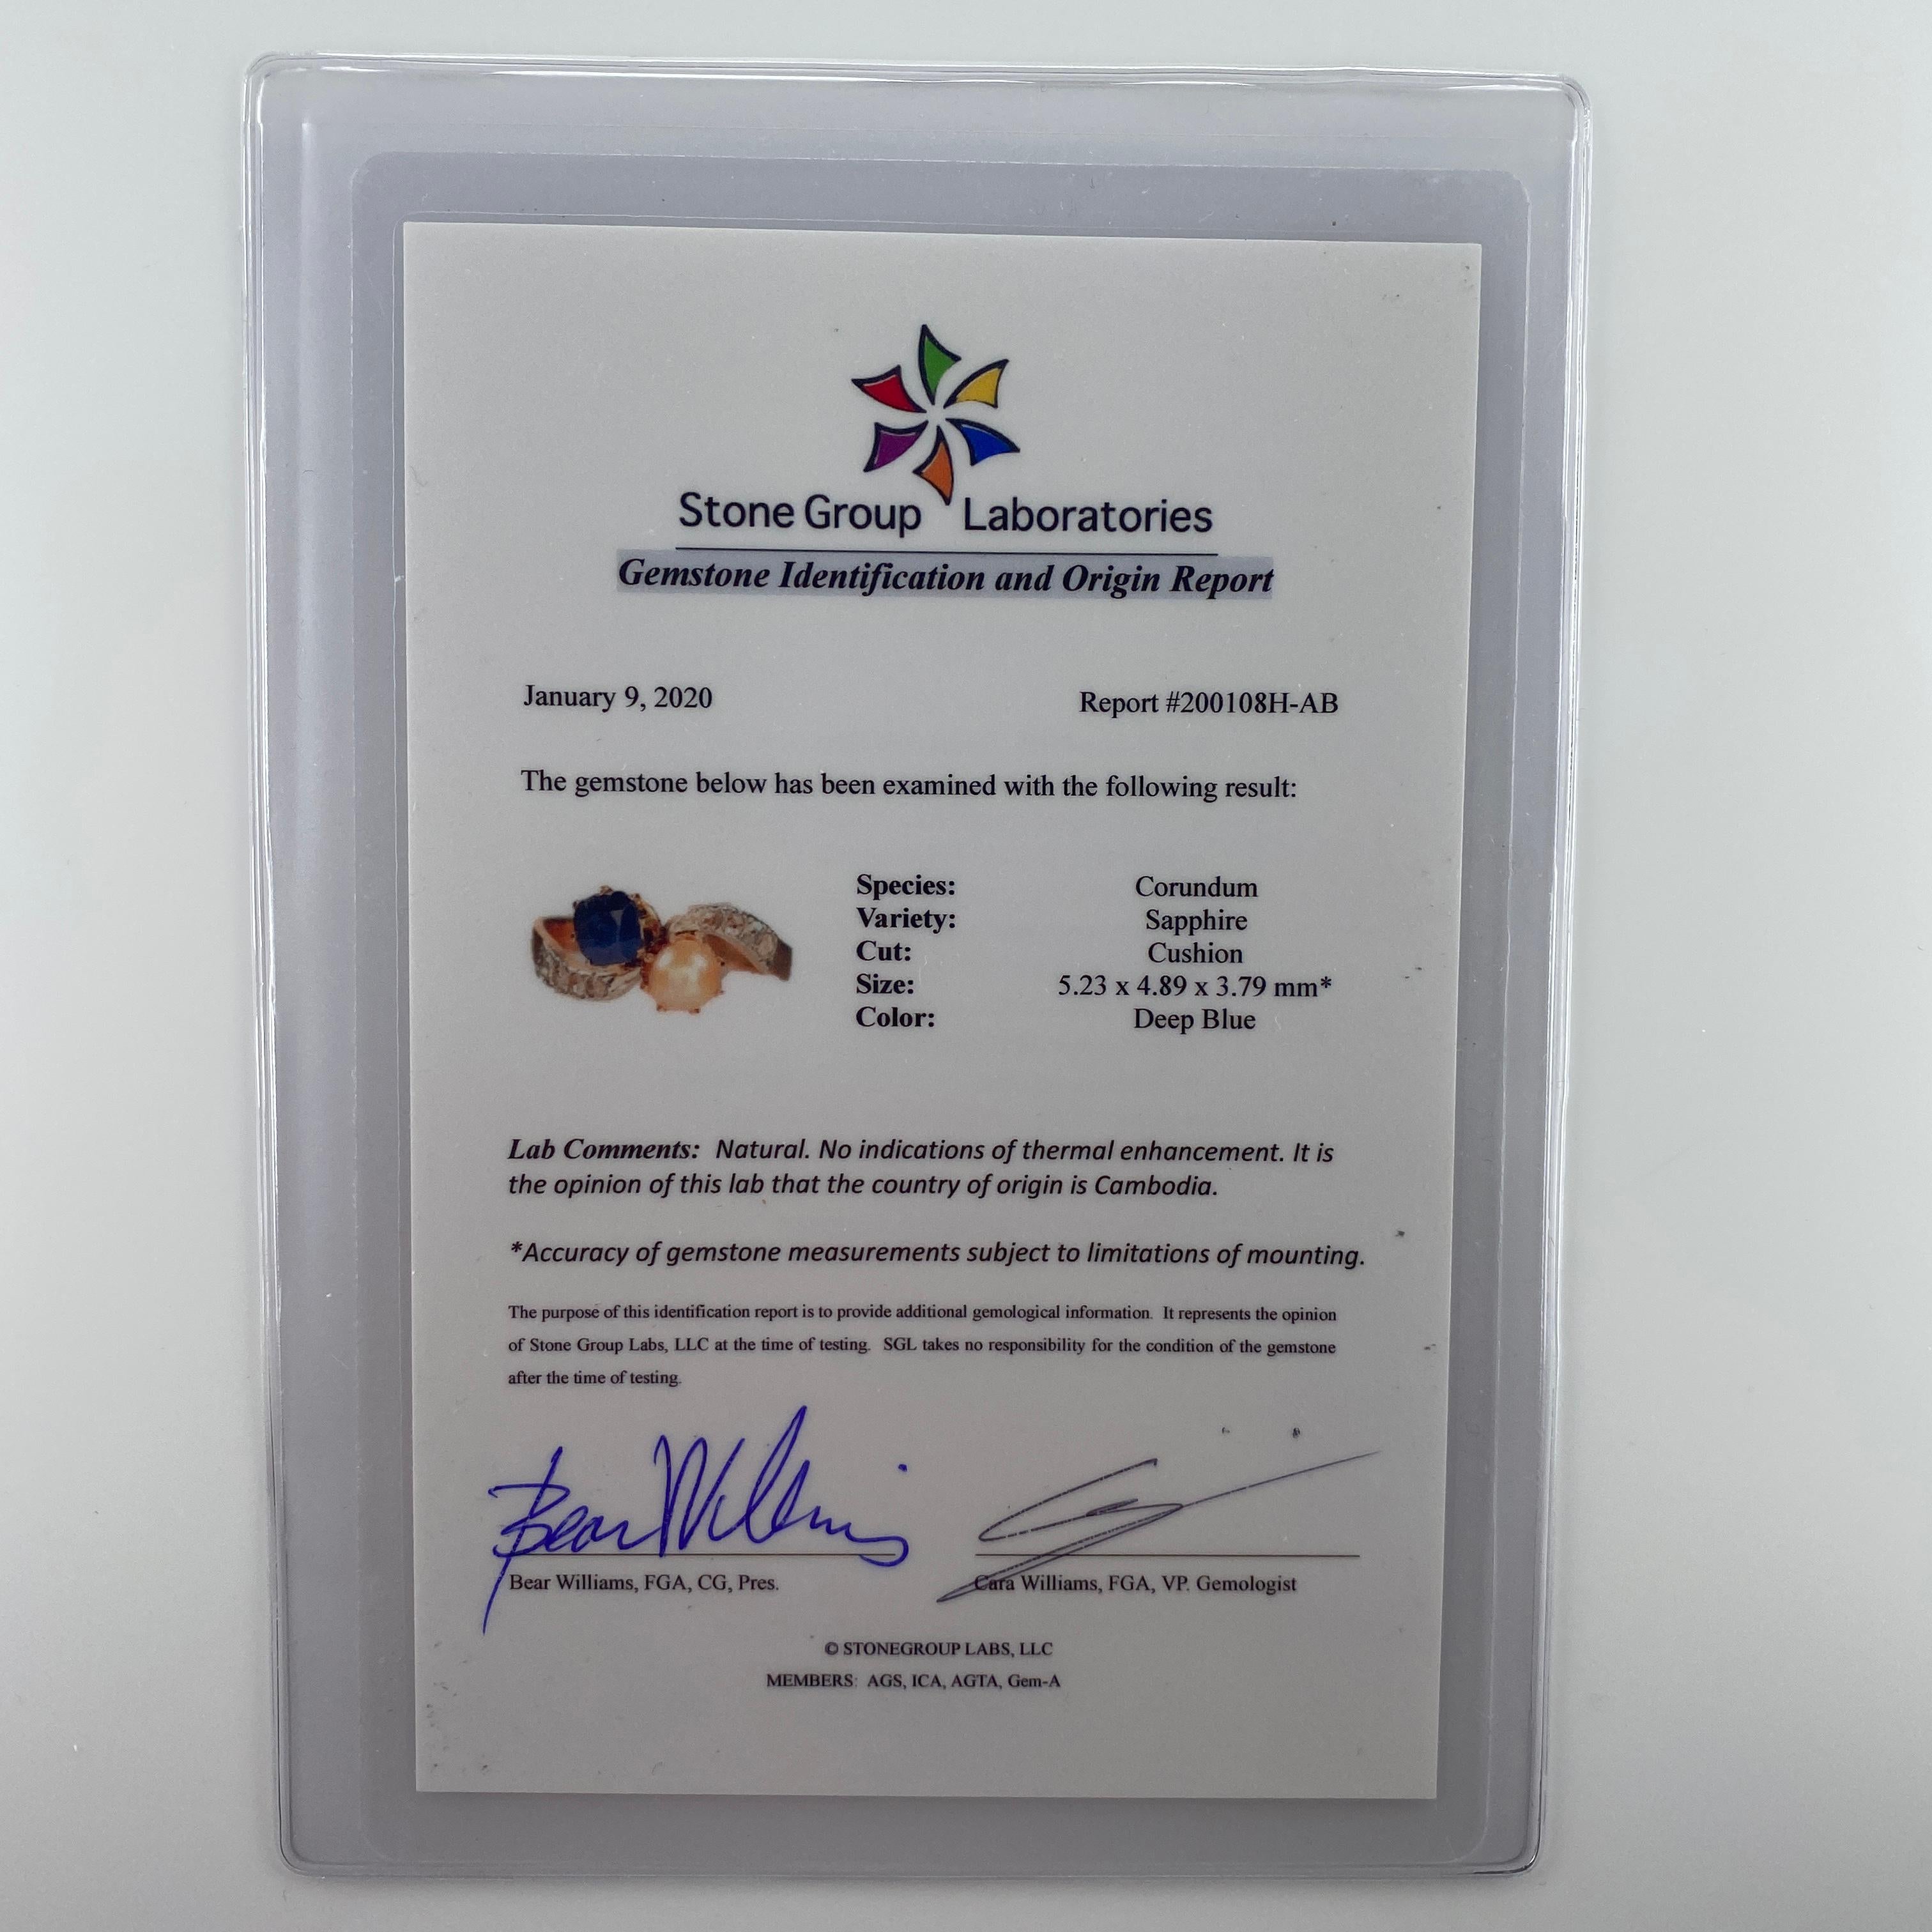 Stone Group Laboratories
Gemstone Identification and Origin Report
January 9, 2020 Report #200108H-AB
The gemstone below has been examined with the following result:
Species: Corundum
Variety: Sapphire
Cut: Cushion
Size: 5.23 x 4.89 x 3.79 mm*
Color: Deep Blue
Lab Comments: Natural. No indications of thermal enhancement. It is
the opinion of this lab that the country of origin is Cambodia.
*Accuracy of gemstone measurements subject to limitations of mounting.
The purpose of this identification report is to provide additional gemological information. It represents the opinion
of Stone Group Labs, LLC at the time of testing. SGL takes no responsibility for the condition of the gemstone
after the time of testing.
Bear Williams
Bear Williams, FGA, CG, Pres. Cara Williams, FGA, VP. Gemologist
© STONEGROUP LABS, LLC
MEMBERS: AGS, ICA, AGTA, Gem-A